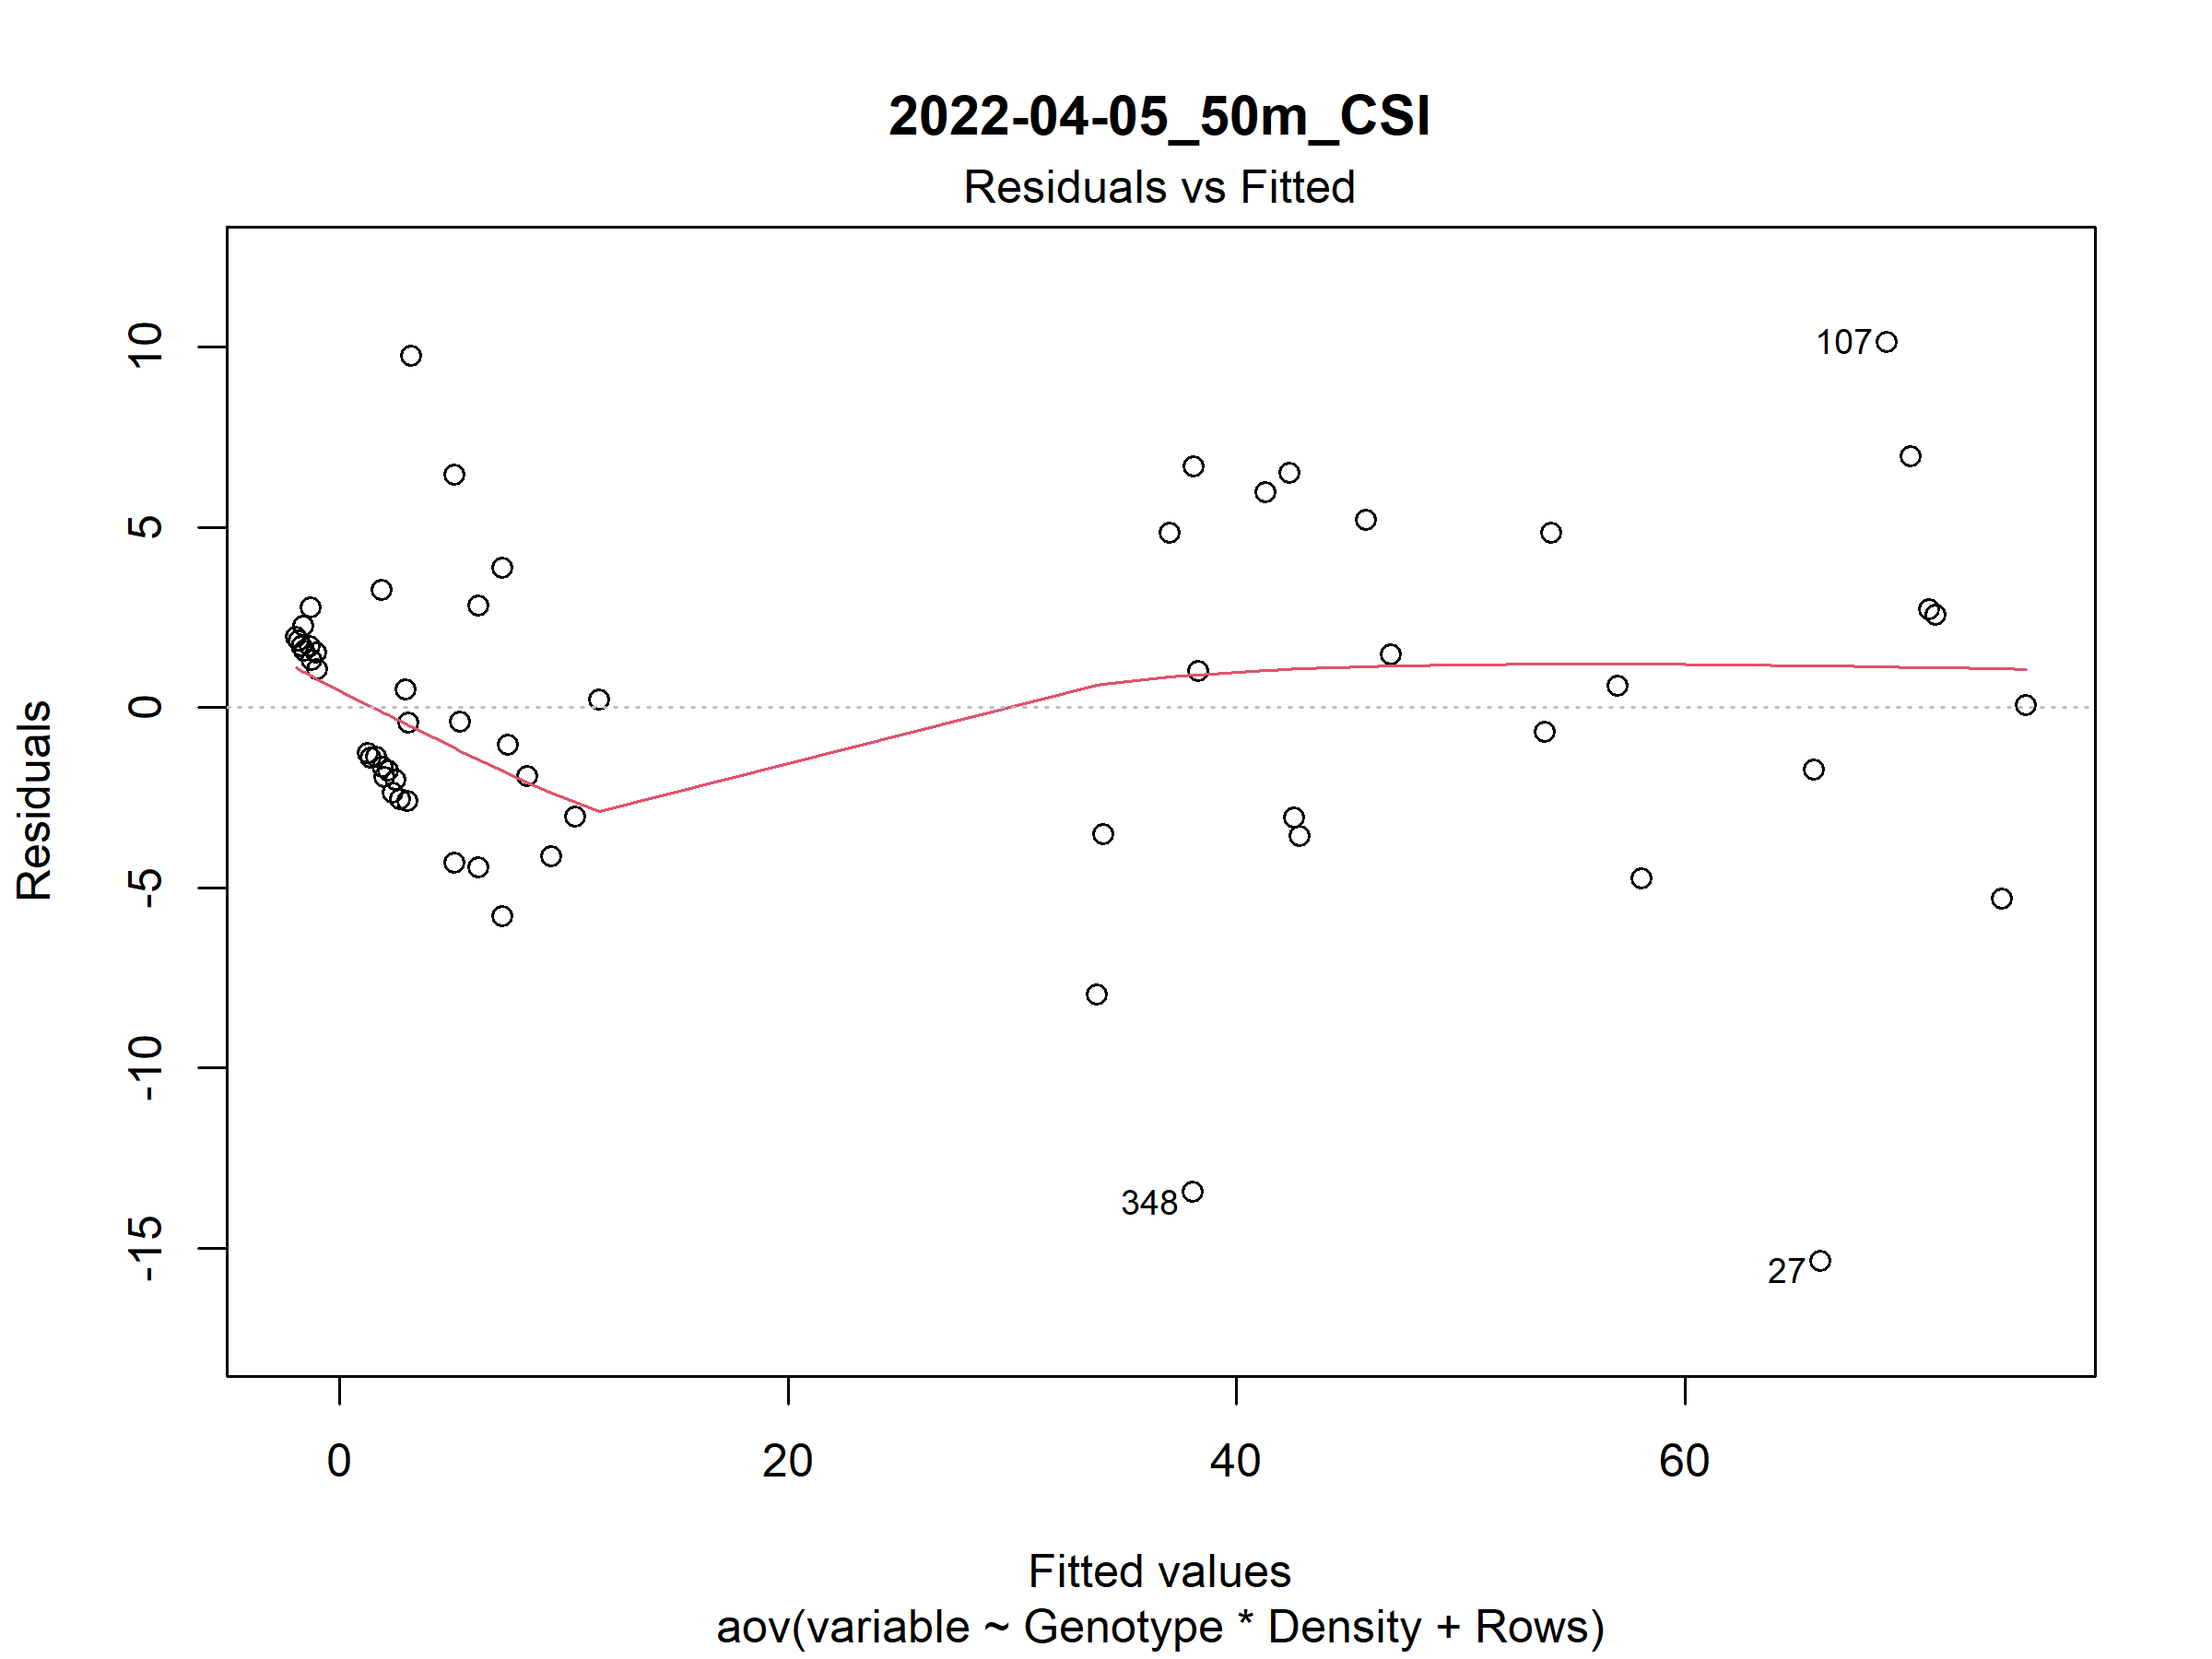 2022-04-05_50m_CSI
Residuals vs Fitted
Residuals
10
5
0
-5
-10
-15
107
348
27
0
20
40
60
Fitted values
aov(variable ~ Genotype * Density + Rows)